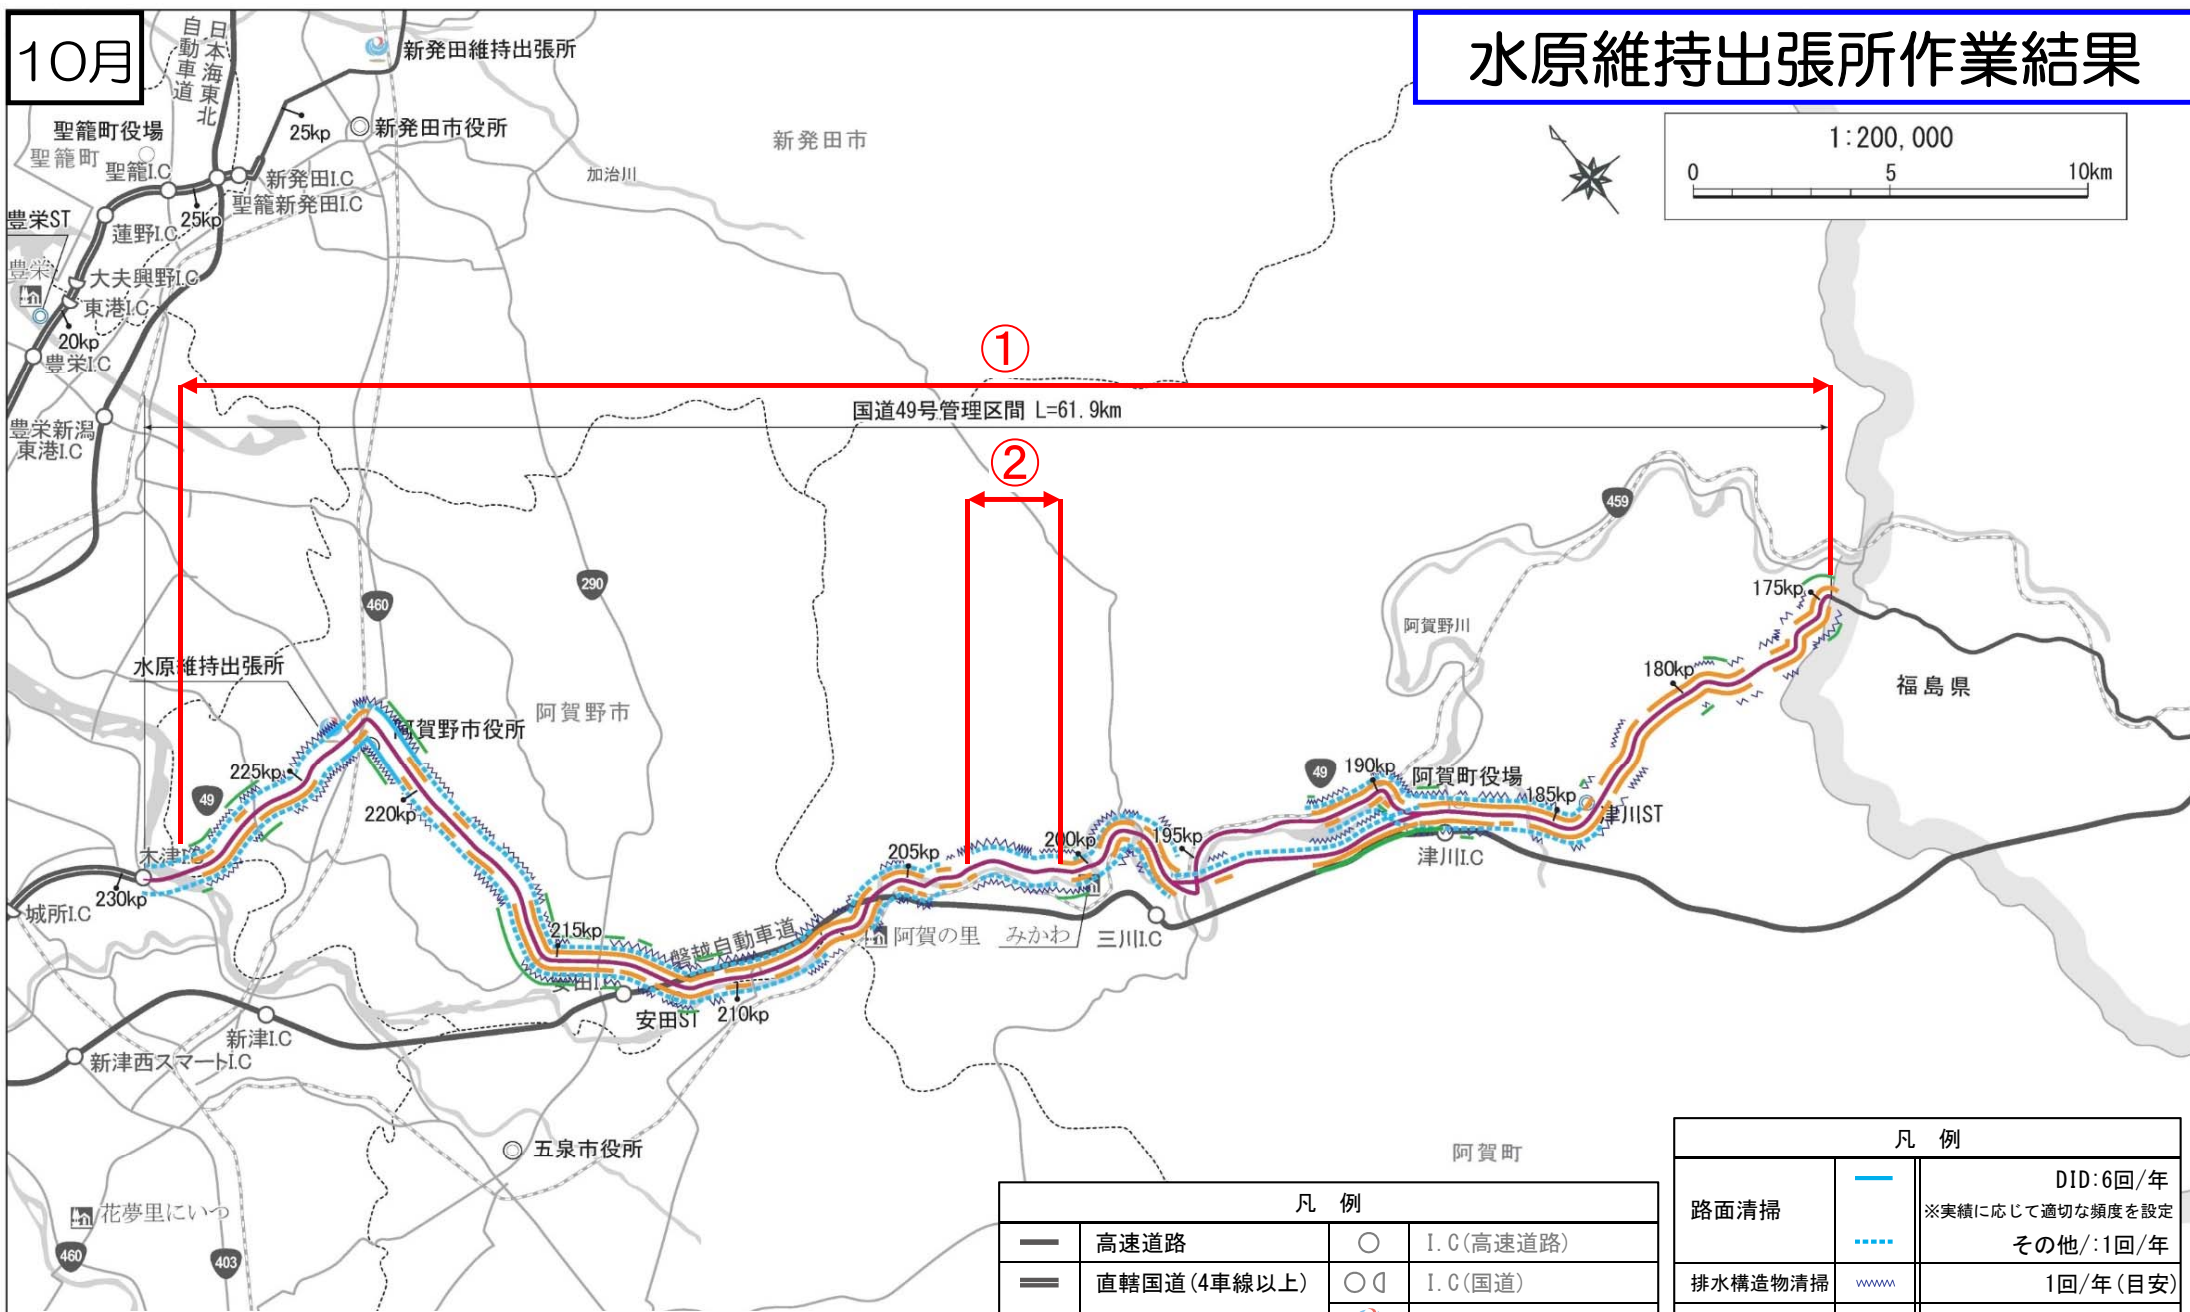 10月
水原維持出張所作業結果
1:200,000
0 5 10km
日本海東北
自動車道
新発田維持出張所
25kp
新発田市役所
新発田市
加治川
聖籠町役場
聖籠町
聖籠I.C
新発田I.C
聖籠新発田I.C
25kp
豊栄ST
蓮野I.C
豊栄
大夫興野I.C
東港I.C
20kp
豊栄I.C
豊栄新潟
東港I.C
①
国道49号管理区間 L=61.9km
②
459
290
460
175kp
阿賀野川
180kp
福島県
水原維持出張所
阿賀野市役所
阿賀野市
225kp
49
220kp
49
190kp
阿賀町役場
185kp
津川ST
津川I.C
木津I.C
230kp
城所I.C
205kp
200kp
195kp
215kp
磐越自動車道
阿賀の里
みかわ
三川I.C
安田I.C
安田ST
210kp
新津I.C
新津西スマートI.C
五泉市役所
阿賀町
花夢里にいつ
460
403
凡 例
高速道路
I.C(高速道路)
直轄国道(4車線以上)
I.C(国道)
凡 例
路面清掃
DID:6回/年
※実績に応じて適切な頻度を設定
その他/:1回/年
排水構造物清掃
1回/年(目安)